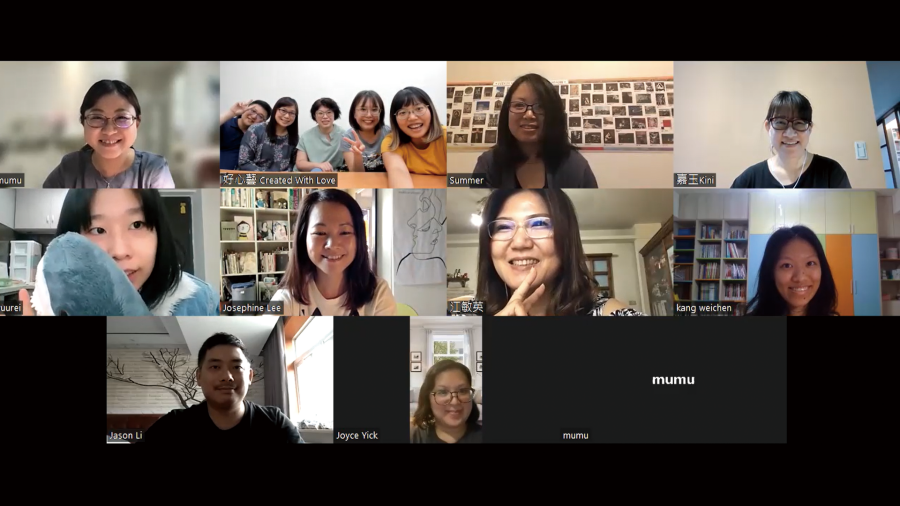 mumu
好心藝 Created With Love
Summer
嘉玉Kini
uurei
Josephine Lee
江敏英
kang weichen
Jason Li
Joyce Yick
mumu
mumu